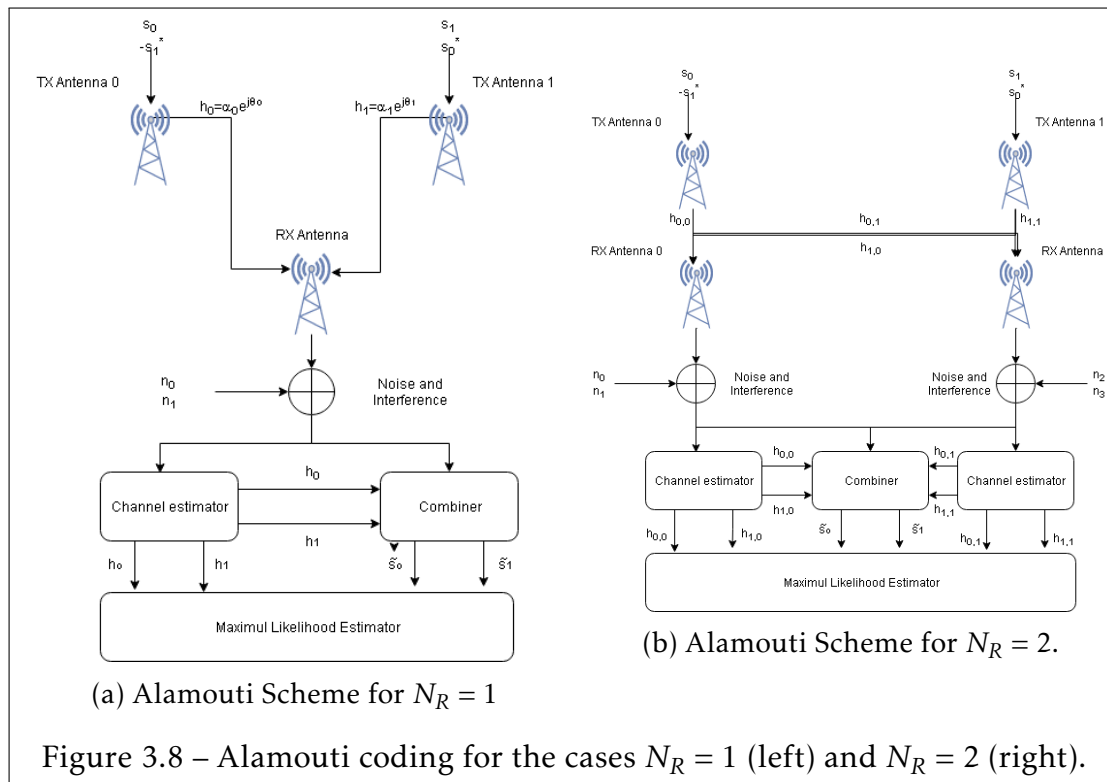 s₀
-s₁*
s₁
s₀*
TX Antenna 0
TX Antenna 1
h₀=α₀e^jθ₀
h₁=α₁e^jθ₁
RX Antenna
n₀
n₁
Noise and
Interference
h₀
Channel estimator
Combiner
h₁
h₀
h₁
s̃₀
s̃₁
Maximul Likelihood Estimator
(a) Alamouti Scheme for N_R = 1
s₀
-s₁*
s₁
s₀*
TX Antenna 0
TX Antenna 1
h₀,₀
h₀,₁
h₁,₁
h₁,₀
RX Antenna 0
RX Antenna
n₀
n₁
Noise and
Interference
Noise and
Interference
n₂
n₃
h₀,₀
h₀,₁
Channel estimator
Combiner
Channel estimator
h₁,₀
h₁,₁
h₀,₀
h₁,₀
s̃₀
s̃₁
h₀,₁
h₁,₁
Maximul Likelihood Estimator
(b) Alamouti Scheme for N_R = 2.
Figure 3.8 – Alamouti coding for the cases N_R = 1 (left) and N_R = 2 (right).